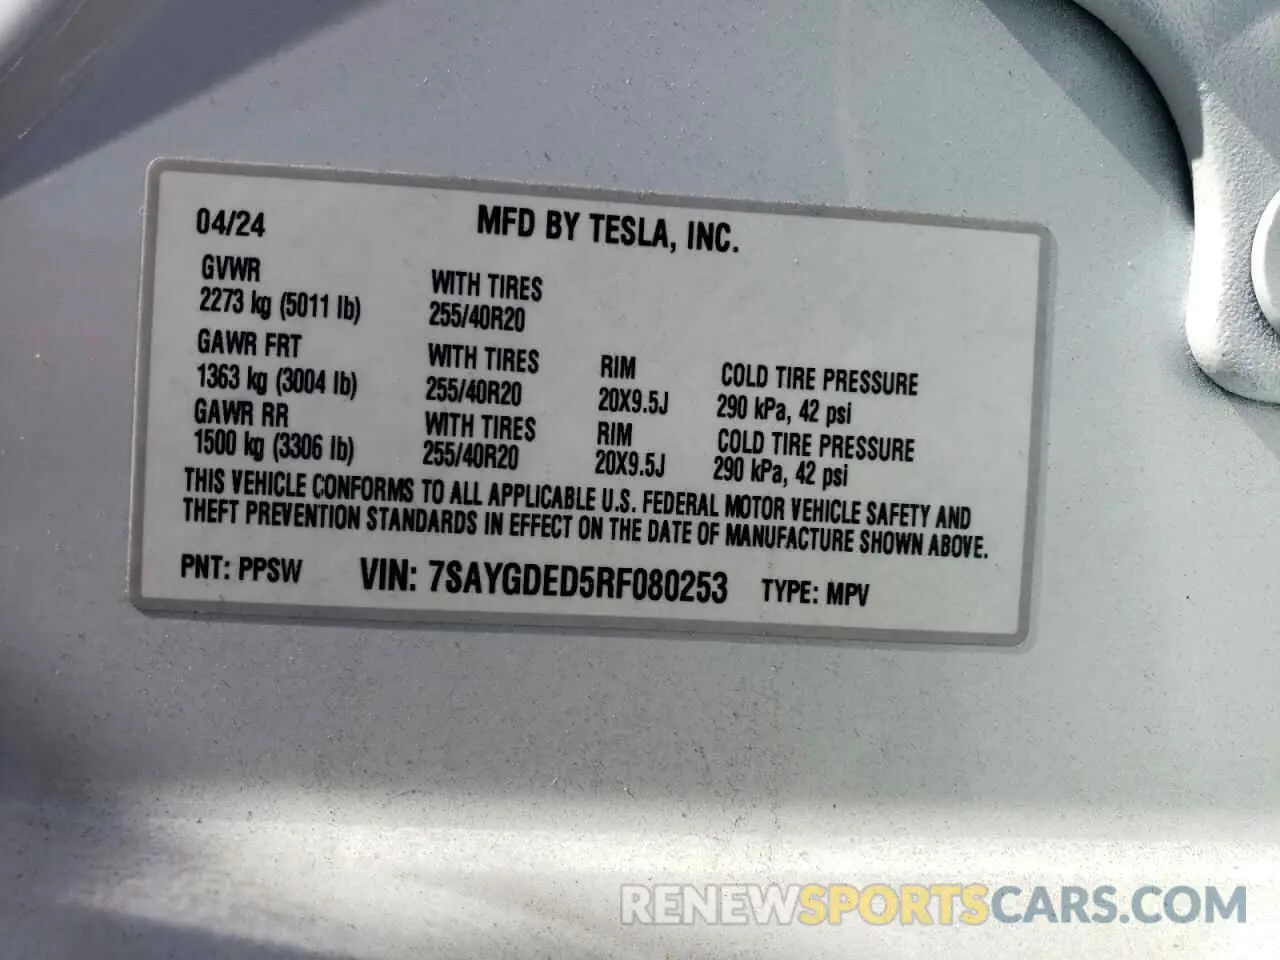 04/24 MFD BY TESLA, INC.
GVWR WITH TIRES
2273 kg (5011 lb) 255/40R20
GAWR FRT WITH TIRES RIM COLD TIRE PRESSURE
1363 kg (3004 lb) 255/40R20 20X9.5J 290 kPa, 42 psi
GAWR RR WITH TIRES RIM COLD TIRE PRESSURE
1500 kg (3306 lb) 255/40R20 20X9.5J 290 kPa, 42 psi
THIS VEHICLE CONFORMS TO ALL APPLICABLE U.S. FEDERAL MOTOR VEHICLE SAFETY AND
THEFT PREVENTION STANDARDS IN EFFECT ON THE DATE OF MANUFACTURE SHOWN ABOVE.
PNT: PPSW VIN: 7SAYGDED5RF080253 TYPE: MPV
RENEWSPORTSCARS.COM